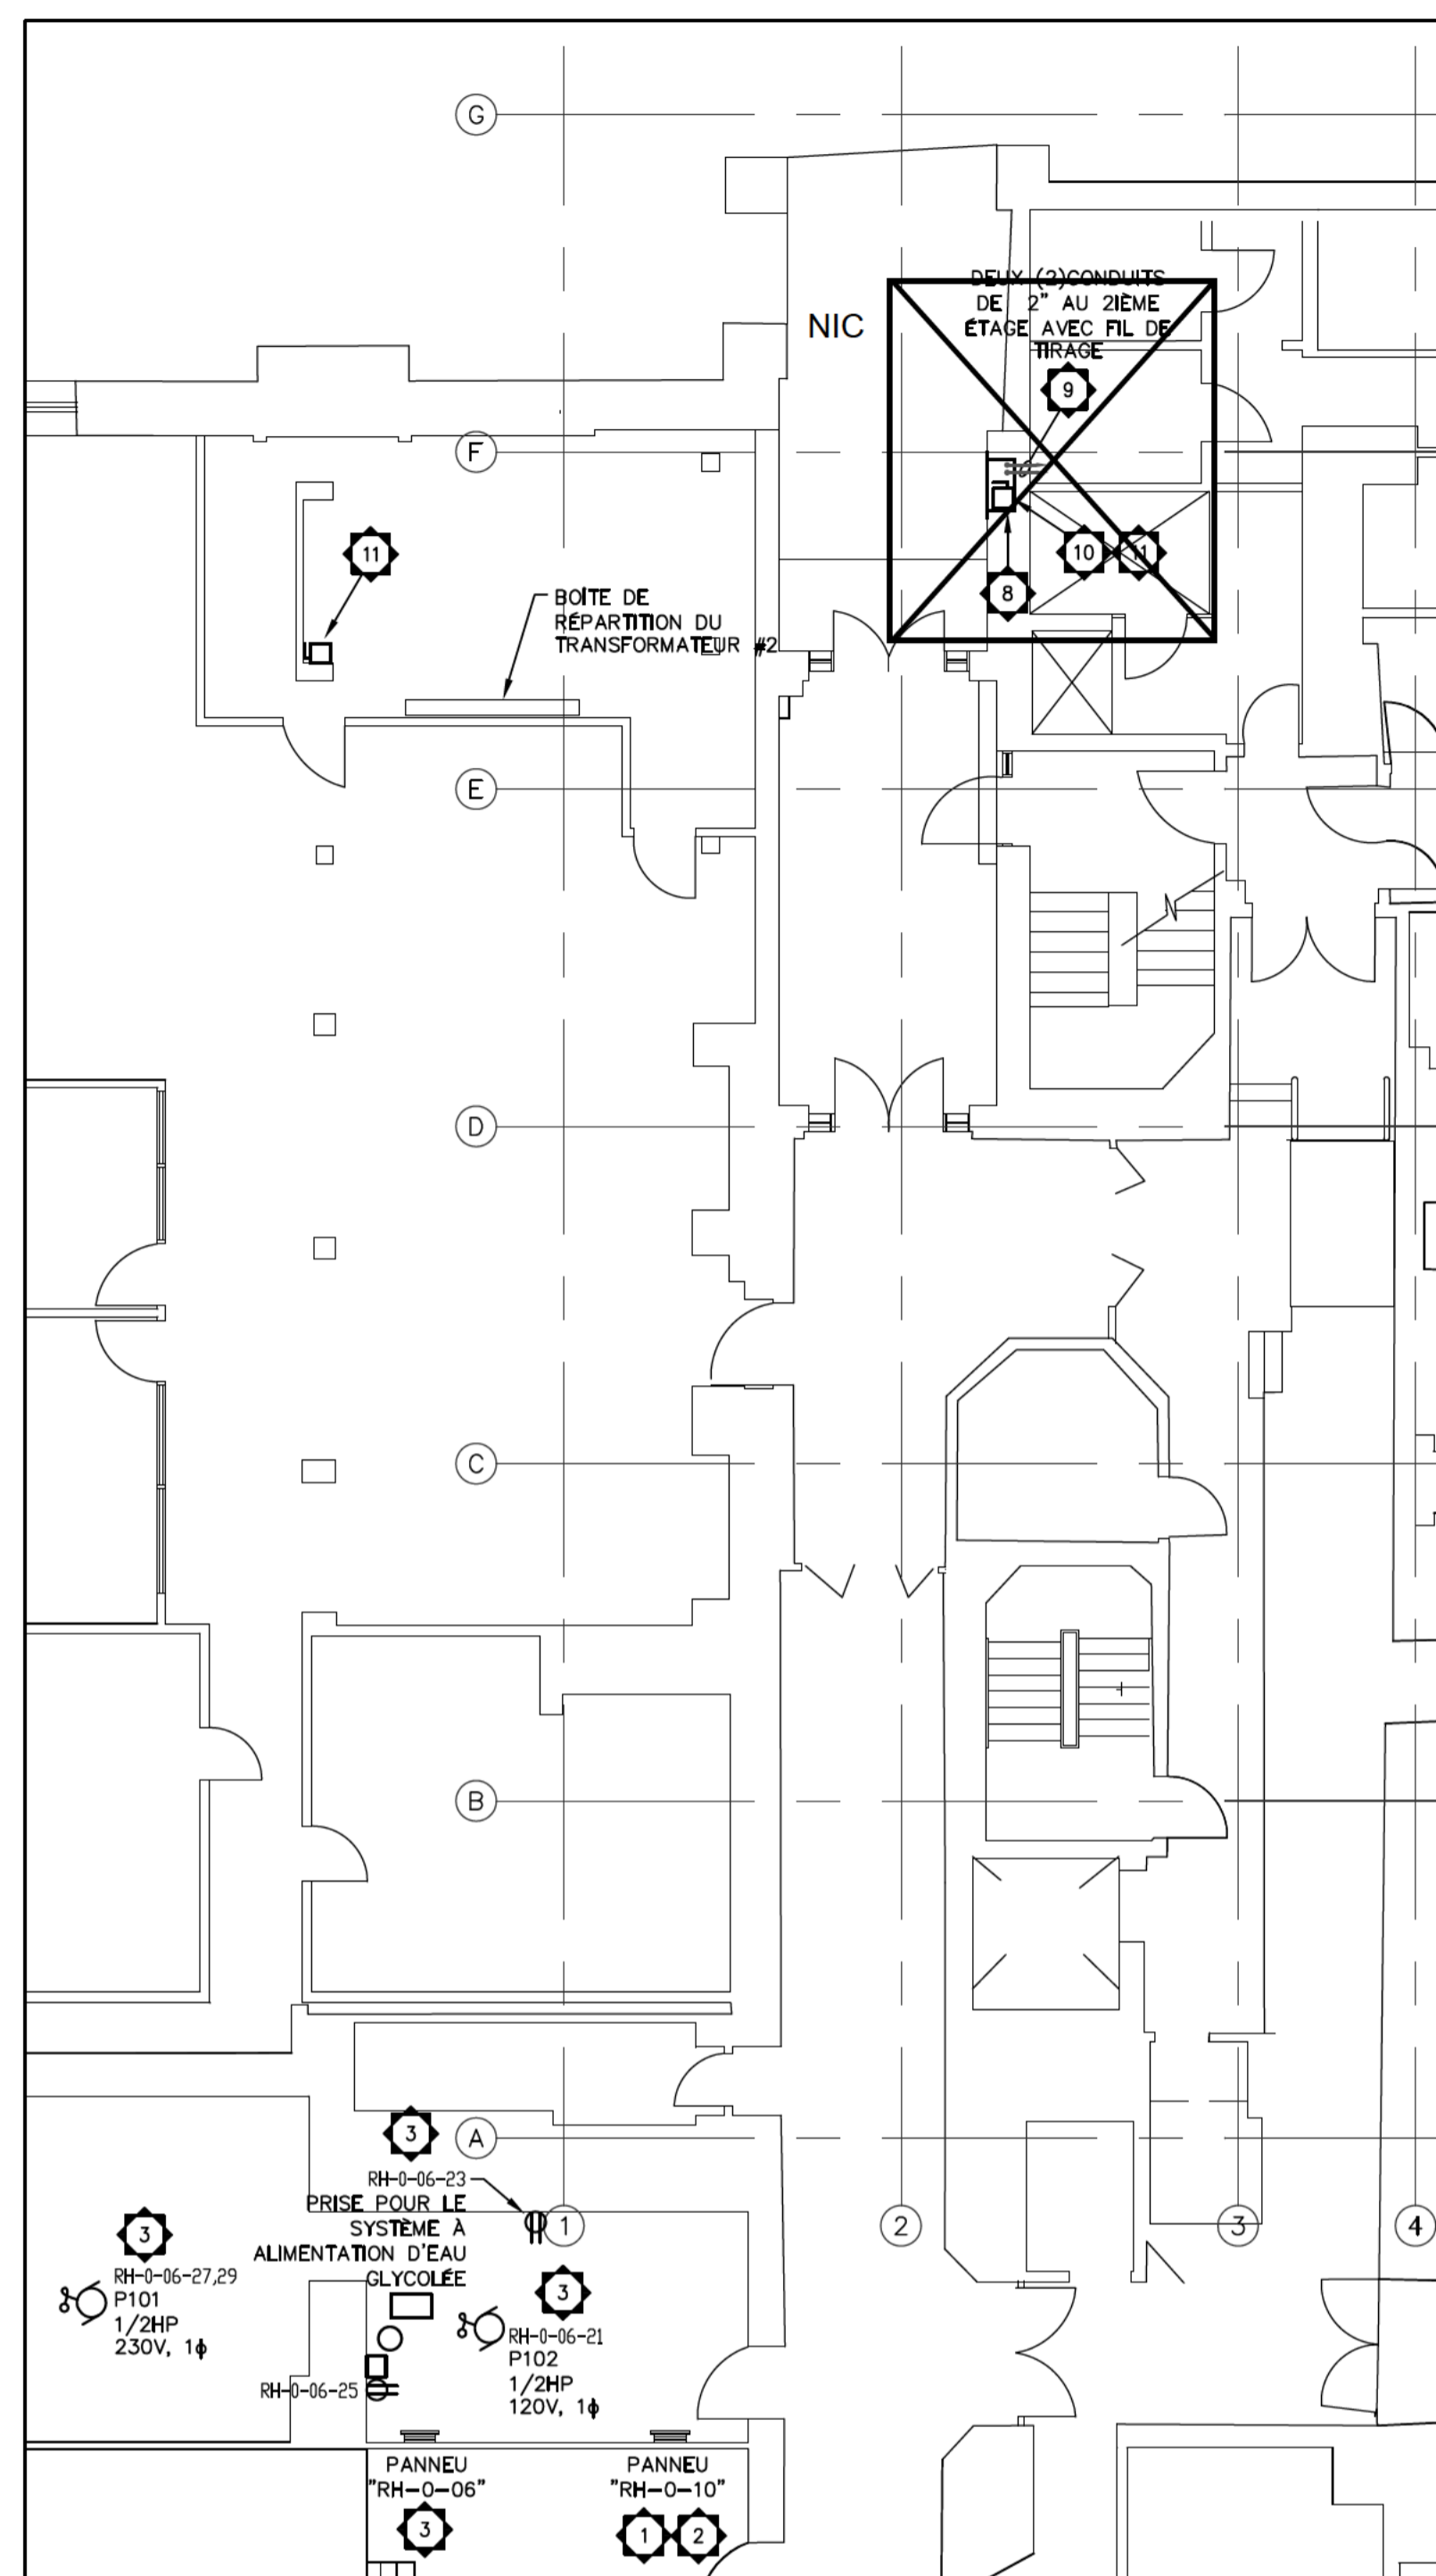 G
DEUX (2)CONDUITS
DE 2" AU 2IÈME
ÉTAGE AVEC FIL DE
TIRAGE
NIC
9
F
11
10
11
8
BOÎTE DE
RÉPARTITION DU
TRANSFORMATEUR #2
E
D
C
B
3
A
RH-0-06-23
PRISE POUR LE
SYSTÈME À
ALIMENTATION D'EAU
GLYCOLÉE
1
2
3
4
3
RH-0-06-27,29
P101
1/2HP
230V, 1ϕ
3
RH-0-06-21
P102
1/2HP
120V, 1ϕ
RH-0-06-25
PANNEU
"RH-0-06"
3
PANNEU
"RH-0-10"
1
2